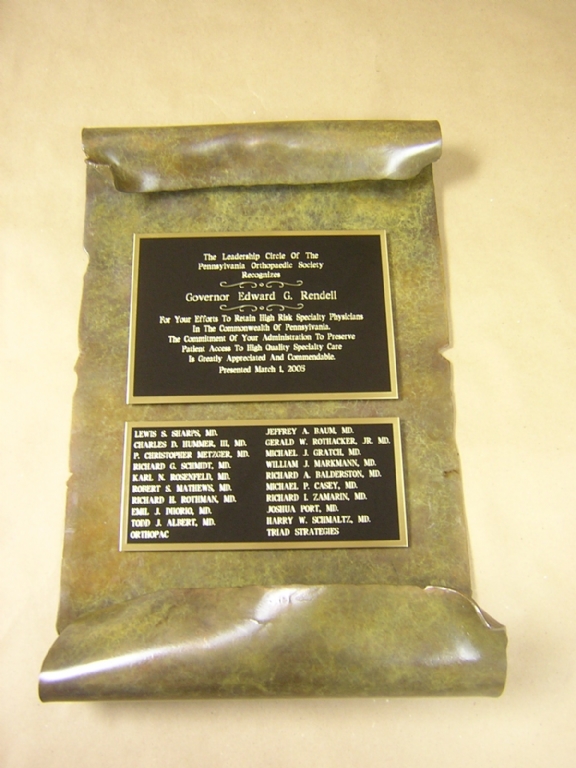 The Leadership Circle Of The
Pennsylvania Orthopaedic Society
Recognizes
Governor Edward G. Rendell
For Your Efforts To Retain High Risk Specialty Physicians
In The Commonwealth Of Pennsylvania.
The Commitment Of Your Administration To Preserve
Patient Access To High Quality Specialty Care
Is Greatly Appreciated And Commendable.
Presented March 1, 2005
LEWIS S. SHARPS, MD.
CHARLES D. HUMMER, III, MD.
P. CHRISTOPHER METZGER, MD.
RICHARD G. SCHMIDT, MD.
KARL N. ROSENFELD, MD.
ROBERT S. MATHEWS, MD.
RICHARD H. ROTHMAN, MD.
EMIL J. DIIORIO, MD.
TODD J. ALBERT, MD.
ORTHOPAC
JEFFREY A. BAUM, MD.
GERALD W. ROTHACKER, JR. MD.
MICHAEL J. GRATCH, MD.
WILLIAM J. MARKMANN, MD.
RICHARD A. BALDERSTON, MD.
MICHAEL P. CASEY, MD.
RICHARD I. ZAMARIN, MD.
JOSHUA PORT, MD.
HARRY W. SCHMALTZ, MD.
TRIAD STRATEGIES